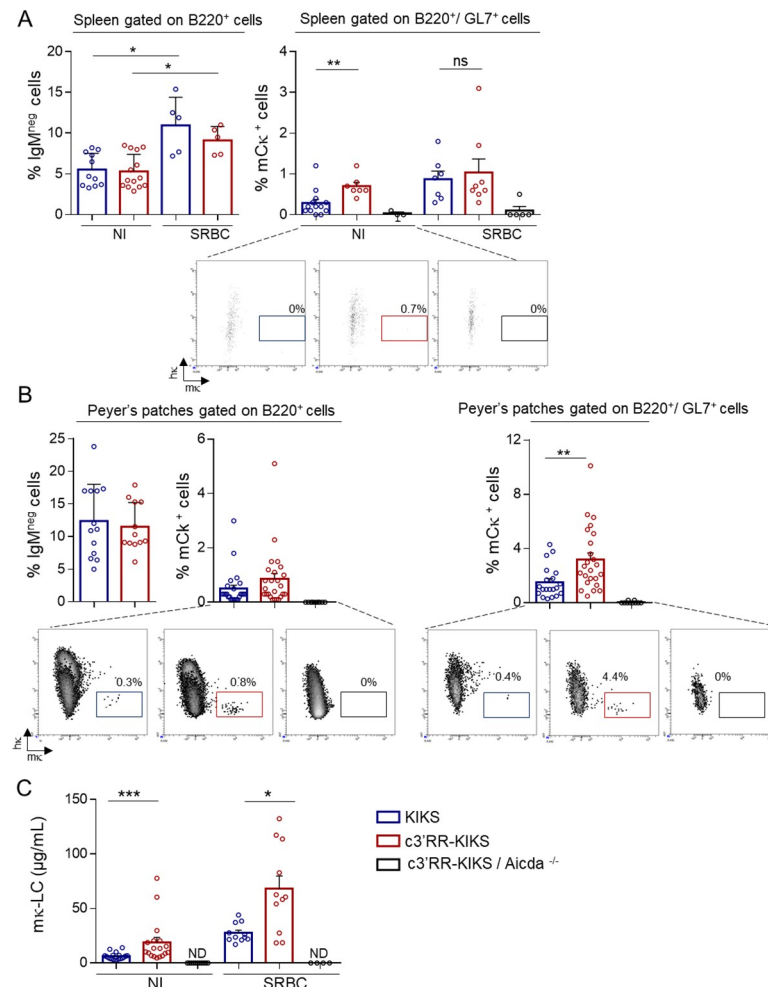 A
Spleen gated on B220+ cells
Spleen gated on B220+/ GL7+ cells
% IgMneg cells
20
15
10
5
0
*
*
NI
SRBC
% mCκ + cells
4
3
2
1
0
**
ns
NI
SRBC
0%
0.7%
0%
hκ
mκ
B
Peyer's patches gated on B220+ cells
Peyer's patches gated on B220+/ GL7+ cells
% IgMneg cells
25
20
15
10
5
0
% mCk + cells
6
4
2
0
% mCκ + cells
12
8
4
0
**
0.3%
0.8%
0%
0.4%
4.4%
0%
hκ
mκ
C
mκ-LC (µg/mL)
150
100
50
0
***
*
ND
ND
NI
SRBC
KIKS
c3'RR-KIKS
c3'RR-KIKS / Aicda -/-